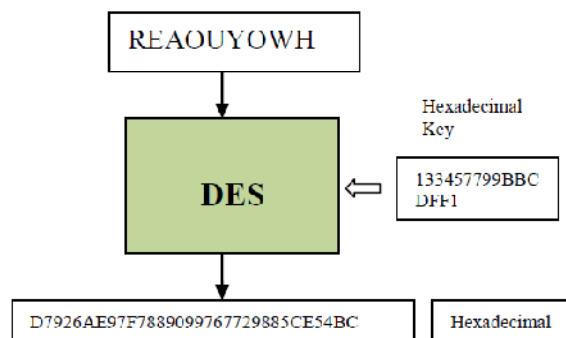 REAOUYOWH
Hexadecimal
Key
DES
133457799BBC
DFF1
D7926AE97F7889099767729885CE54BC
Hexadecimal